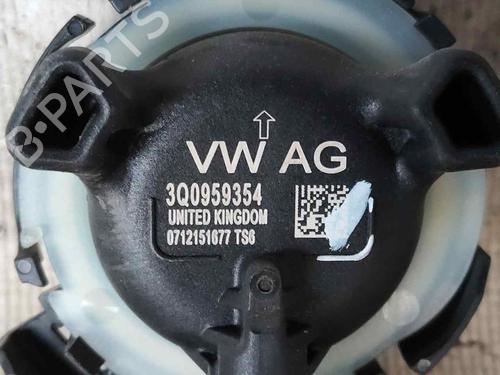 B-PARTS
VW AG
3Q0959354
UNITED KINGDOM
0712151677 TS6